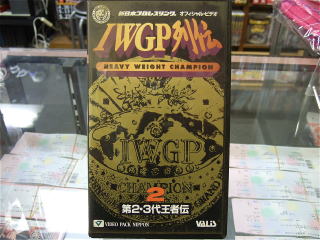 新日本プロレスリング オフィシャル・ビデオ
IWGP列伝
HEAVY WEIGHT CHAMPION
IWGP
CHAMPION
2
第2・3代王者伝
VIDEO PACK NIPPON
VALiS